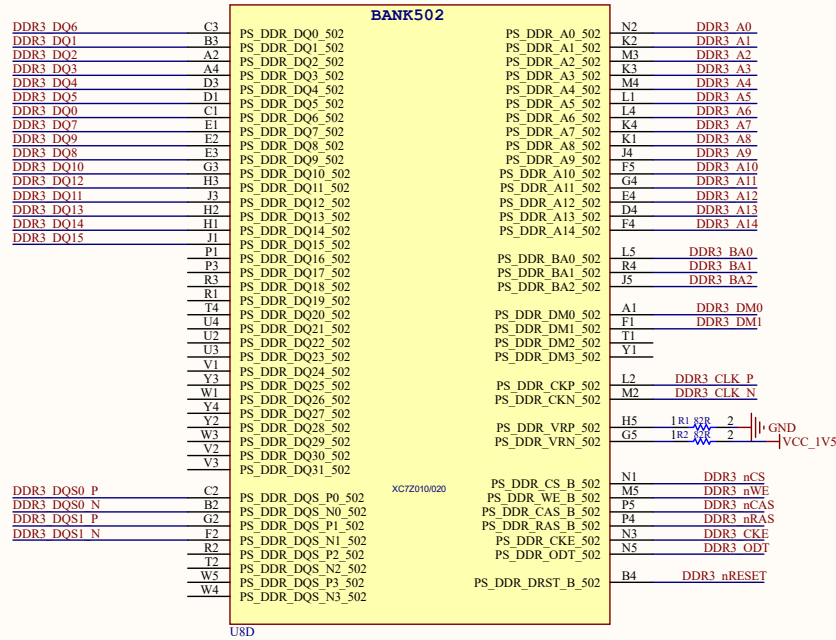 BANK502
DDR3_DQ6 C3 PS_DDR_DQ0_502 PS_DDR_A0_502 N2 DDR3_A0
DDR3_DQ1 B3 PS_DDR_DQ1_502 PS_DDR_A1_502 K2 DDR3_A1
DDR3_DQ2 A2 PS_DDR_DQ2_502 PS_DDR_A2_502 M3 DDR3_A2
DDR3_DQ3 A4 PS_DDR_DQ3_502 PS_DDR_A3_502 K3 DDR3_A3
DDR3_DQ4 D3 PS_DDR_DQ4_502 PS_DDR_A4_502 M4 DDR3_A4
DDR3_DQ5 D1 PS_DDR_DQ5_502 PS_DDR_A5_502 L1 DDR3_A5
DDR3_DQ0 C1 PS_DDR_DQ6_502 PS_DDR_A6_502 L4 DDR3_A6
DDR3_DQ7 E1 PS_DDR_DQ7_502 PS_DDR_A7_502 K4 DDR3_A7
DDR3_DQ9 E2 PS_DDR_DQ8_502 PS_DDR_A8_502 K1 DDR3_A8
DDR3_DQ8 E3 PS_DDR_DQ9_502 PS_DDR_A9_502 J4 DDR3_A9
DDR3_DQ10 G3 PS_DDR_DQ10_502 PS_DDR_A10_502 F5 DDR3_A10
DDR3_DQ12 H3 PS_DDR_DQ11_502 PS_DDR_A11_502 G4 DDR3_A11
DDR3_DQ11 J3 PS_DDR_DQ12_502 PS_DDR_A12_502 E4 DDR3_A12
DDR3_DQ13 H2 PS_DDR_DQ13_502 PS_DDR_A13_502 D4 DDR3_A13
DDR3_DQ14 H1 PS_DDR_DQ14_502 PS_DDR_A14_502 F4 DDR3_A14
DDR3_DQ15 J1 PS_DDR_DQ15_502
P1 PS_DDR_DQ16_502 PS_DDR_BA0_502 L5 DDR3_BA0
P3 PS_DDR_DQ17_502 PS_DDR_BA1_502 R4 DDR3_BA1
R3 PS_DDR_DQ18_502 PS_DDR_BA2_502 J5 DDR3_BA2
R1 PS_DDR_DQ19_502
T4 PS_DDR_DQ20_502 PS_DDR_DM0_502 A1 DDR3_DM0
U4 PS_DDR_DQ21_502 PS_DDR_DM1_502 F1 DDR3_DM1
U2 PS_DDR_DQ22_502 PS_DDR_DM2_502 T1
U3 PS_DDR_DQ23_502 PS_DDR_DM3_502 Y1
V1 PS_DDR_DQ24_502
Y3 PS_DDR_DQ25_502 PS_DDR_CKP_502 L2 DDR3_CLK_P
W1 PS_DDR_DQ26_502 PS_DDR_CKN_502 M2 DDR3_CLK_N
Y4 PS_DDR_DQ27_502
Y2 PS_DDR_DQ28_502 PS_DDR_VRP_502 H5 1 R1 82R 2 GND
W3 PS_DDR_DQ29_502 PS_DDR_VRN_502 G5 1 R2 82R 2 VCC_1V5
V2 PS_DDR_DQ30_502
V3 PS_DDR_DQ31_502
PS_DDR_CS_B_502 N1 DDR3_nCS
DDR3_DQS0_P C2 PS_DDR_DQS_P0_502 XC7Z010/020 PS_DDR_WE_B_502 M5 DDR3_nWE
DDR3_DQS0_N B2 PS_DDR_DQS_N0_502 PS_DDR_CAS_B_502 P5 DDR3_nCAS
DDR3_DQS1_P G2 PS_DDR_DQS_P1_502 PS_DDR_RAS_B_502 P4 DDR3_nRAS
DDR3_DQS1_N F2 PS_DDR_DQS_N1_502 PS_DDR_CKE_502 N3 DDR3_CKE
R2 PS_DDR_DQS_P2_502 PS_DDR_ODT_502 N5 DDR3_ODT
T2 PS_DDR_DQS_N2_502
W5 PS_DDR_DQS_P3_502 PS_DDR_DRST_B_502 B4 DDR3_nRESET
W4 PS_DDR_DQS_N3_502
U8D